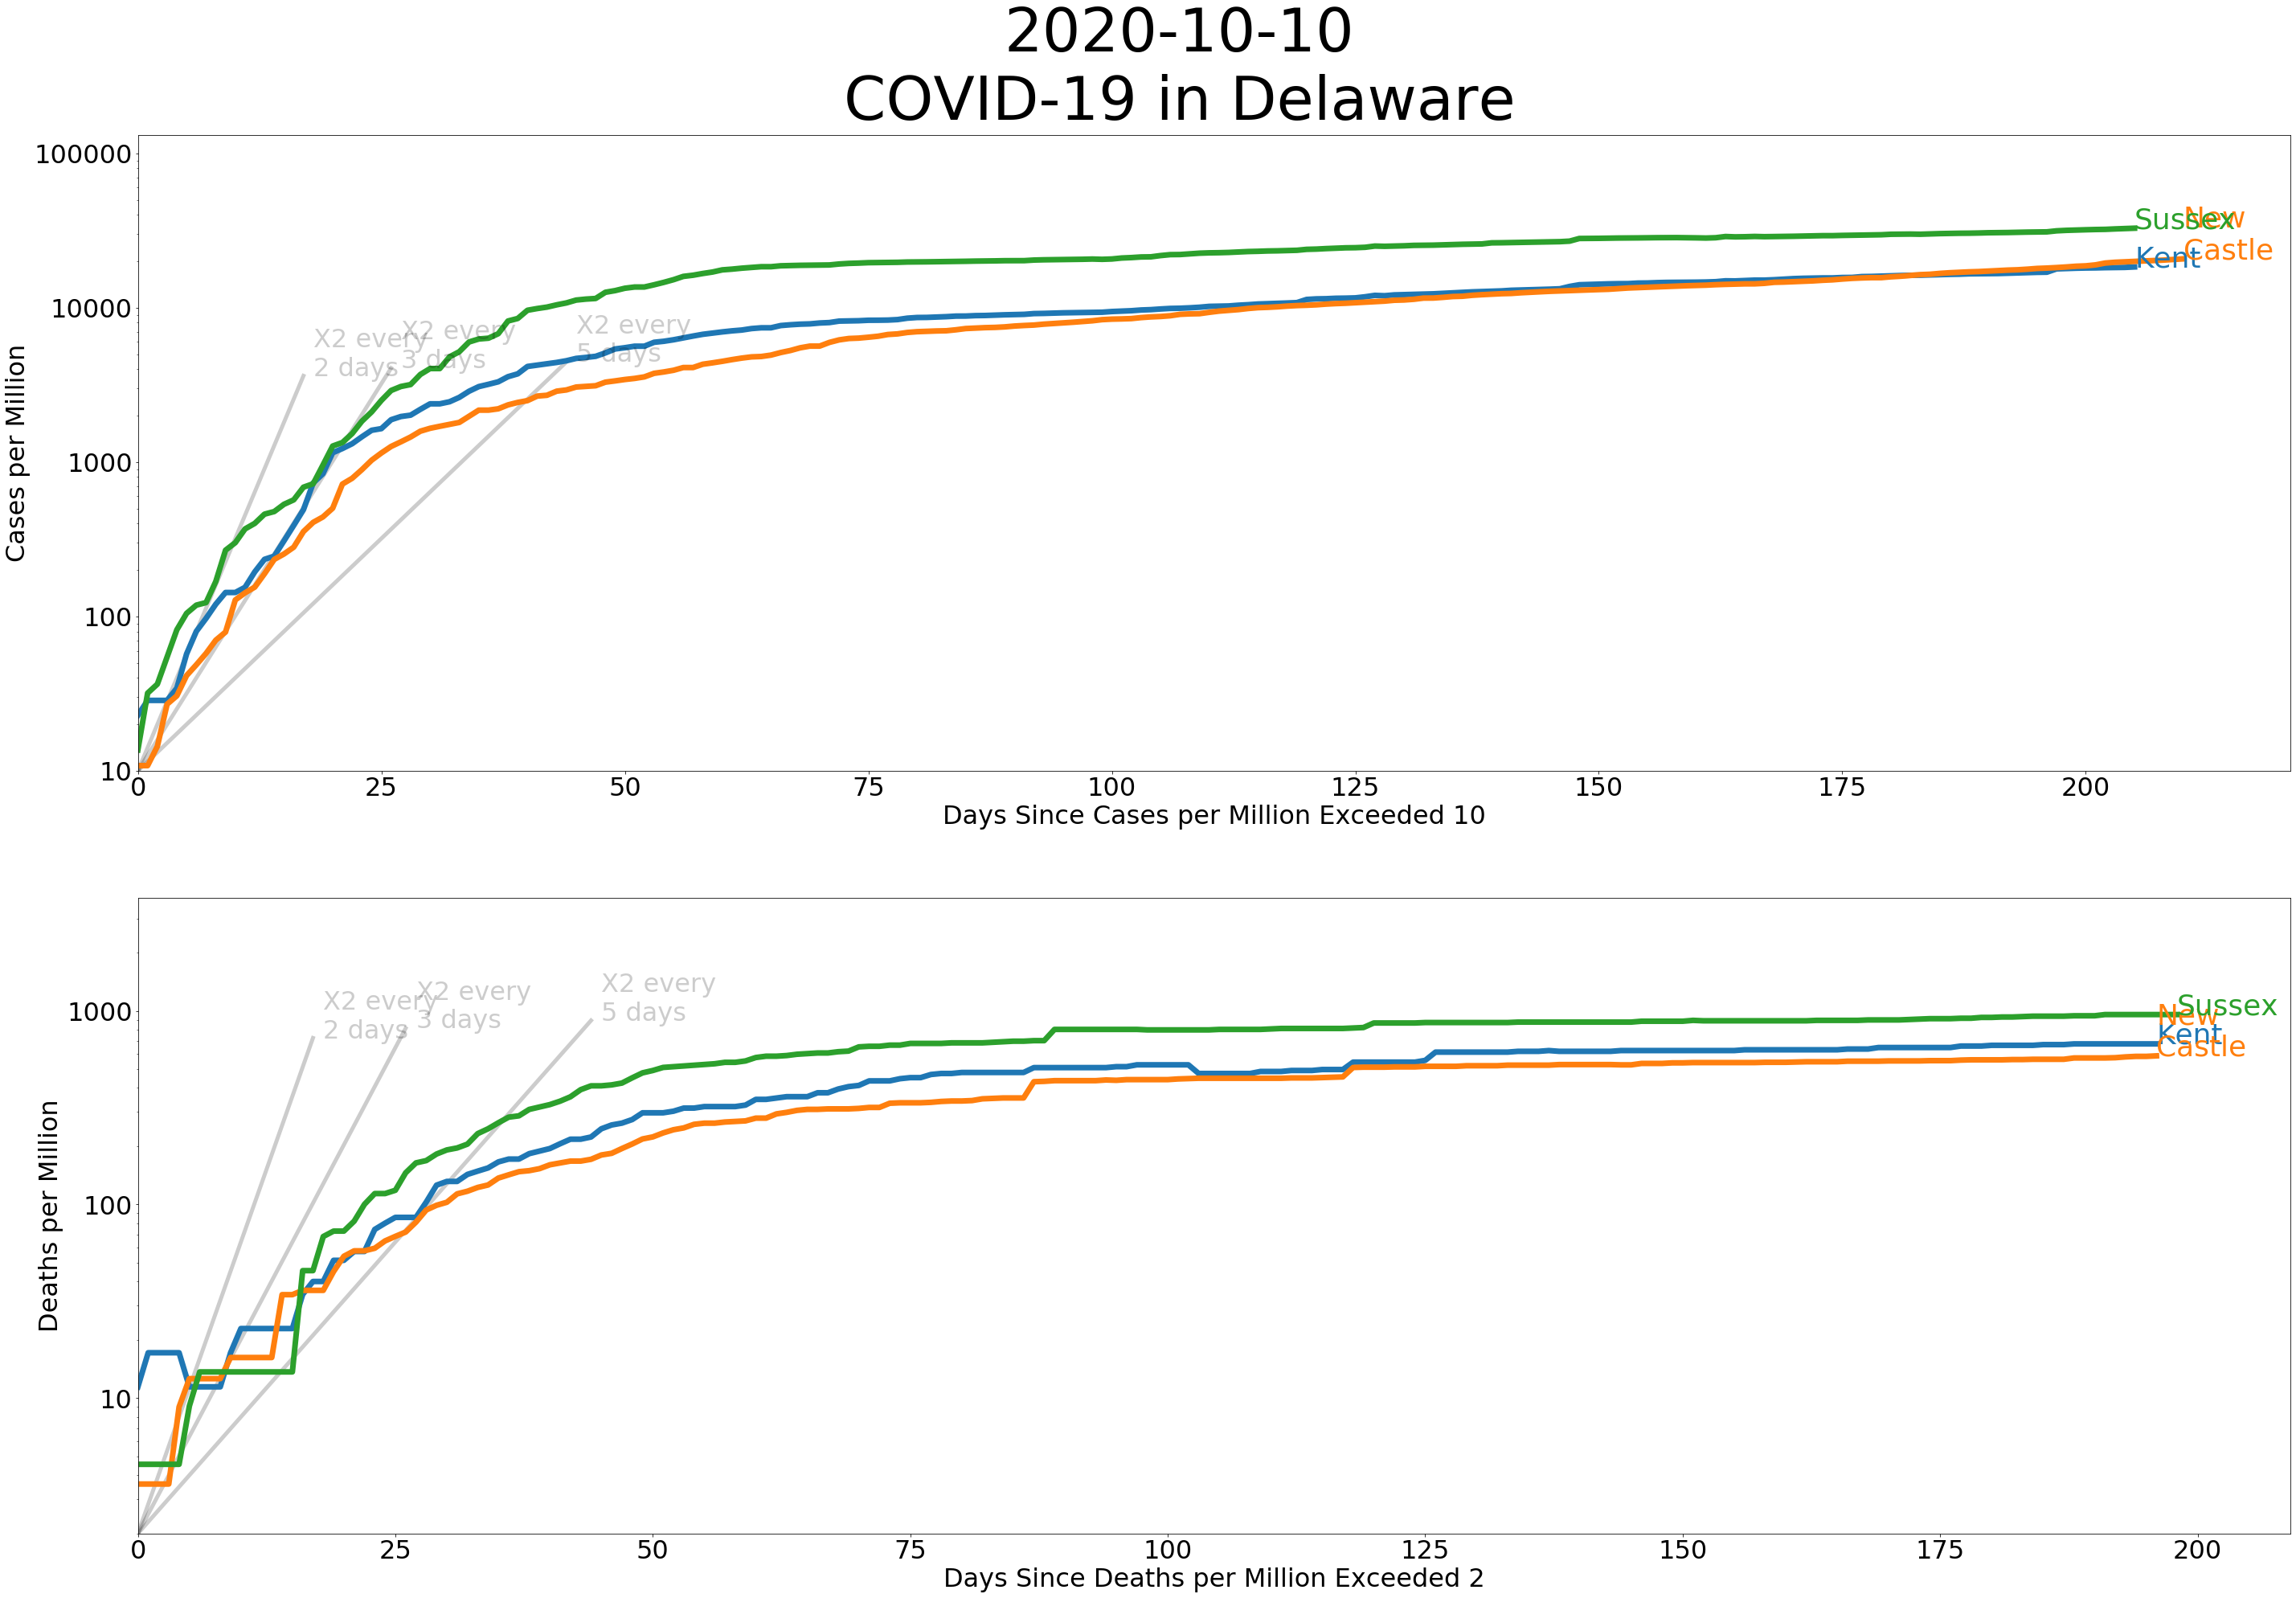 2020-10-10
COVID-19 in Delaware
Cases per Million
100000
10000
1000
100
10
X2 every
2 days
X2 every
3 days
X2 every
5 days
Sussex
New
Castle
Kent
0
25
50
75
100
125
150
175
200
Days Since Cases per Million Exceeded 10
Deaths per Million
1000
100
10
X2 every
2 days
X2 every
3 days
X2 every
5 days
Sussex
New
Castle
Kent
0
25
50
75
100
125
150
175
200
Days Since Deaths per Million Exceeded 2